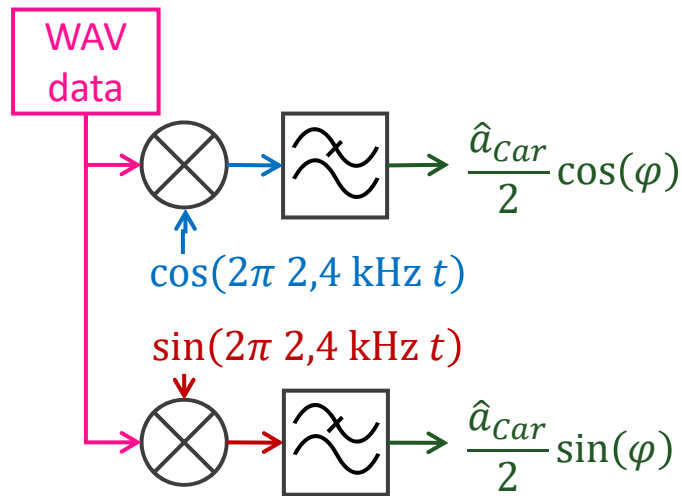 WAV
data
â_Car/2 cos(φ)
cos(2π 2,4 kHz t)
sin(2π 2,4 kHz t)
â_Car/2 sin(φ)